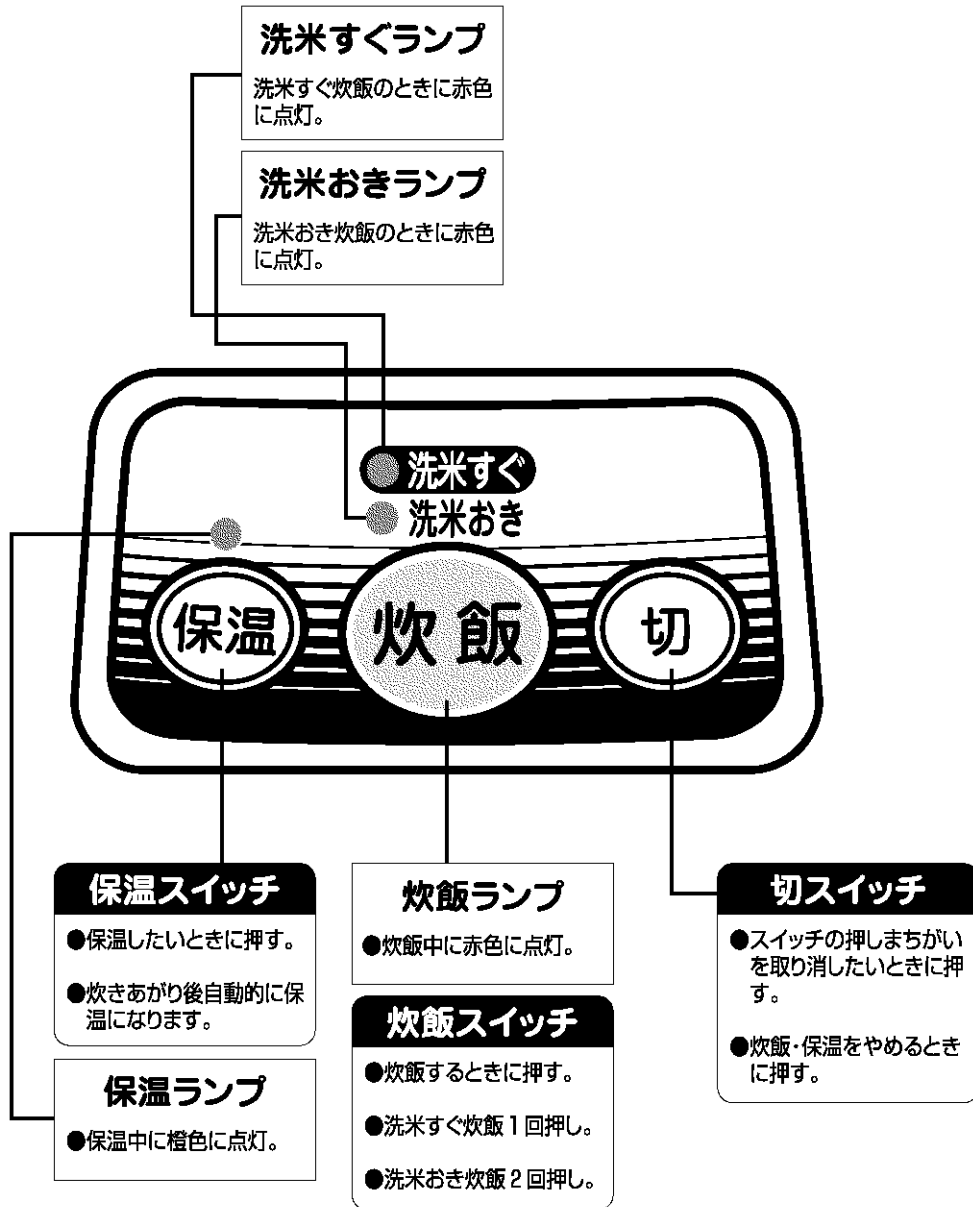 洗米すぐランプ
洗米すぐ炊飯のときに赤色
に点灯。
洗米おきランプ
洗米おき炊飯のときに赤色
に点灯。
洗米すぐ
洗米おき
保温
炊飯
切
保温スイッチ
●保温したいときに押す。
●炊きあがり後自動的に保
温になります。
保温ランプ
●保温中に橙色に点灯。
炊飯ランプ
●炊飯中に赤色に点灯。
炊飯スイッチ
●炊飯するときに押す。
●洗米すぐ炊飯1回押し。
●洗米おき炊飯2回押し。
切スイッチ
●スイッチの押しまちがい
を取り消したいときに押
す。
●炊飯・保温をやめるとき
に押す。